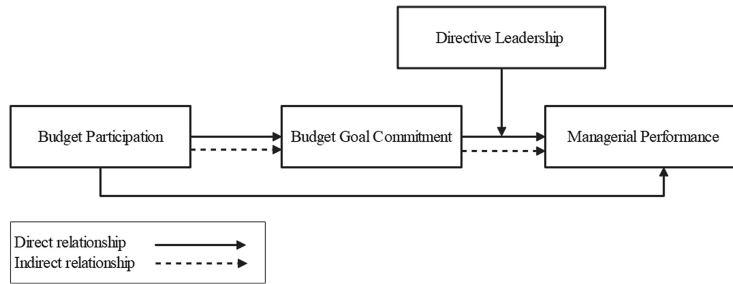 Directive Leadership
Budget Participation
Budget Goal Commitment
Managerial Performance
Direct relationship
Indirect relationship